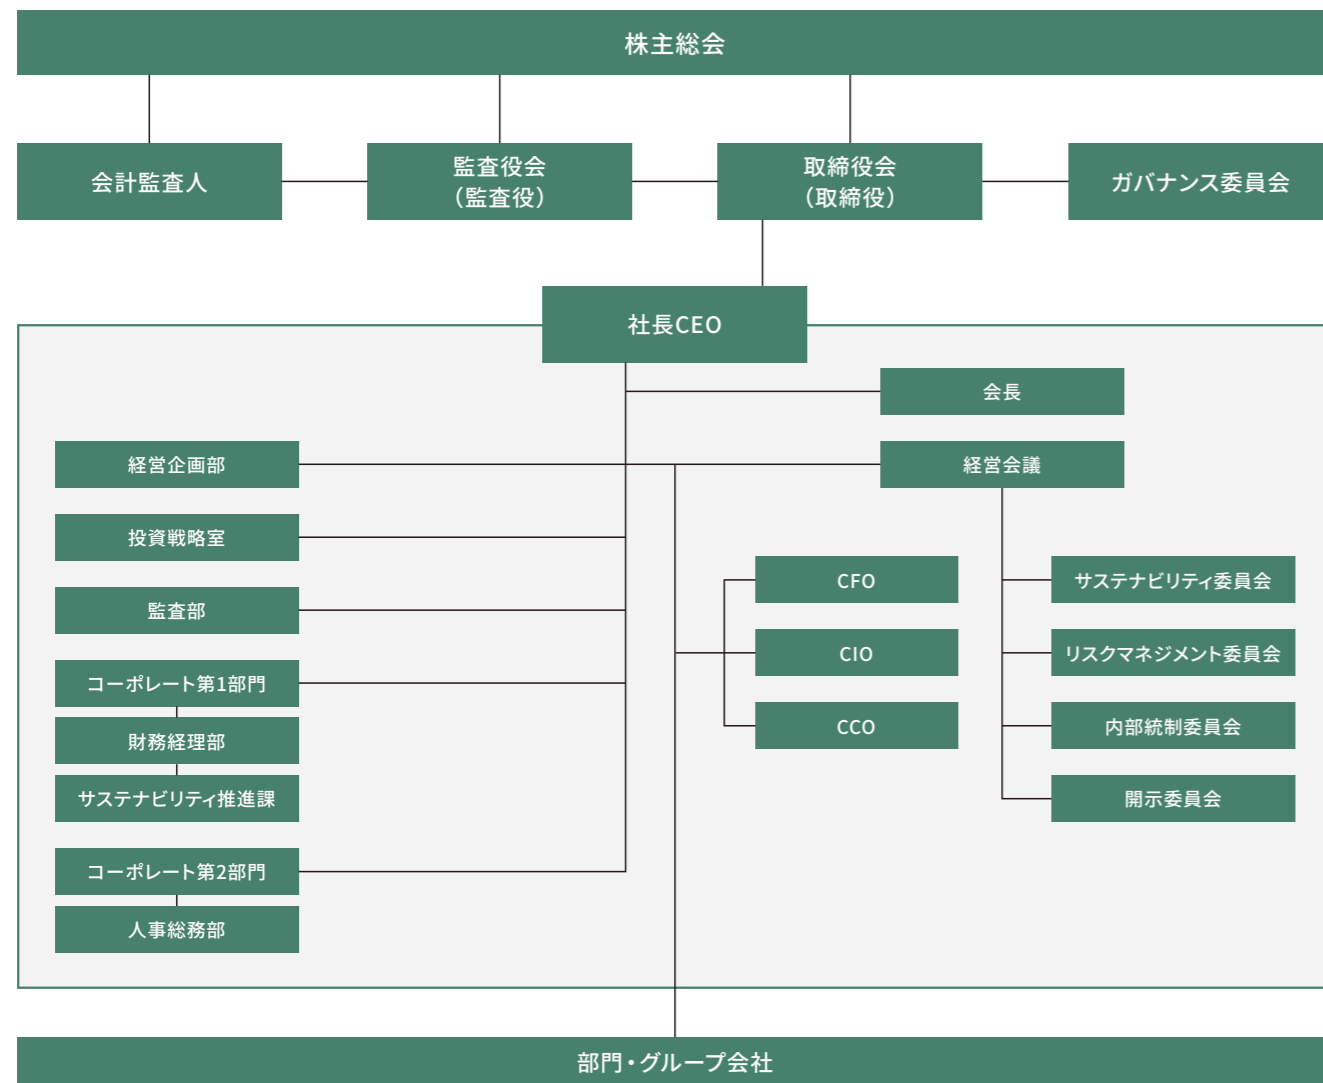 株主総会
会計監査人
監査役会
（監査役）
取締役会
（取締役）
ガバナンス委員会
社長CEO
会長
経営企画部
経営会議
投資戦略室
監査部
コーポレート第1部門
財務経理部
サステナビリティ推進課
コーポレート第2部門
人事総務部
CFO
CIO
CCO
サステナビリティ委員会
リスクマネジメント委員会
内部統制委員会
開示委員会
部門・グループ会社